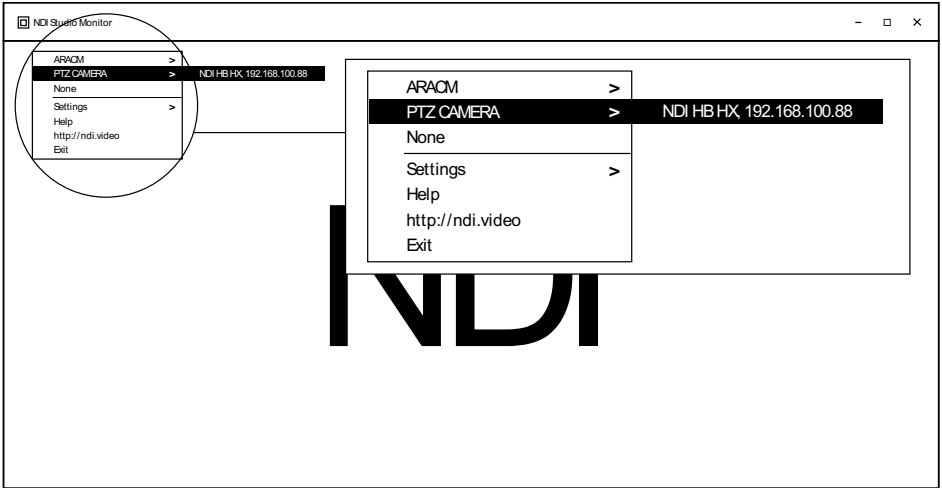 NDI Studio Monitor
ARACM >
PTZ CAMERA > NDI HB HX, 192.168.100.88
None
Settings >
Help
http://ndi.video
Exit
ARACM >
PTZ CAMERA > NDI HB HX, 192.168.100.88
None
Settings >
Help
http://ndi.video
Exit
NDI